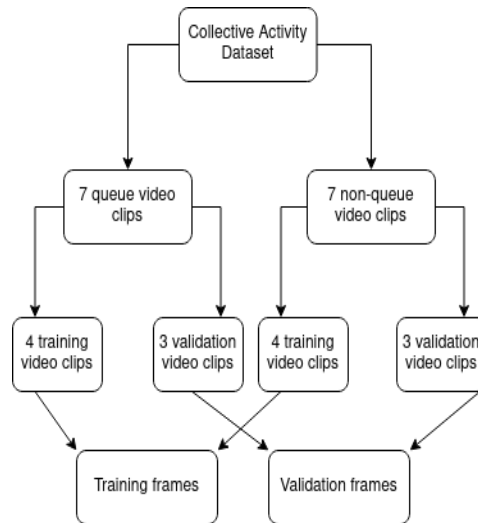 Collective Activity
Dataset
7 queue video
clips
7 non-queue
video clips
4 training
video clips
3 validation
video clips
4 training
video clips
3 validation
video clips
Training frames
Validation frames